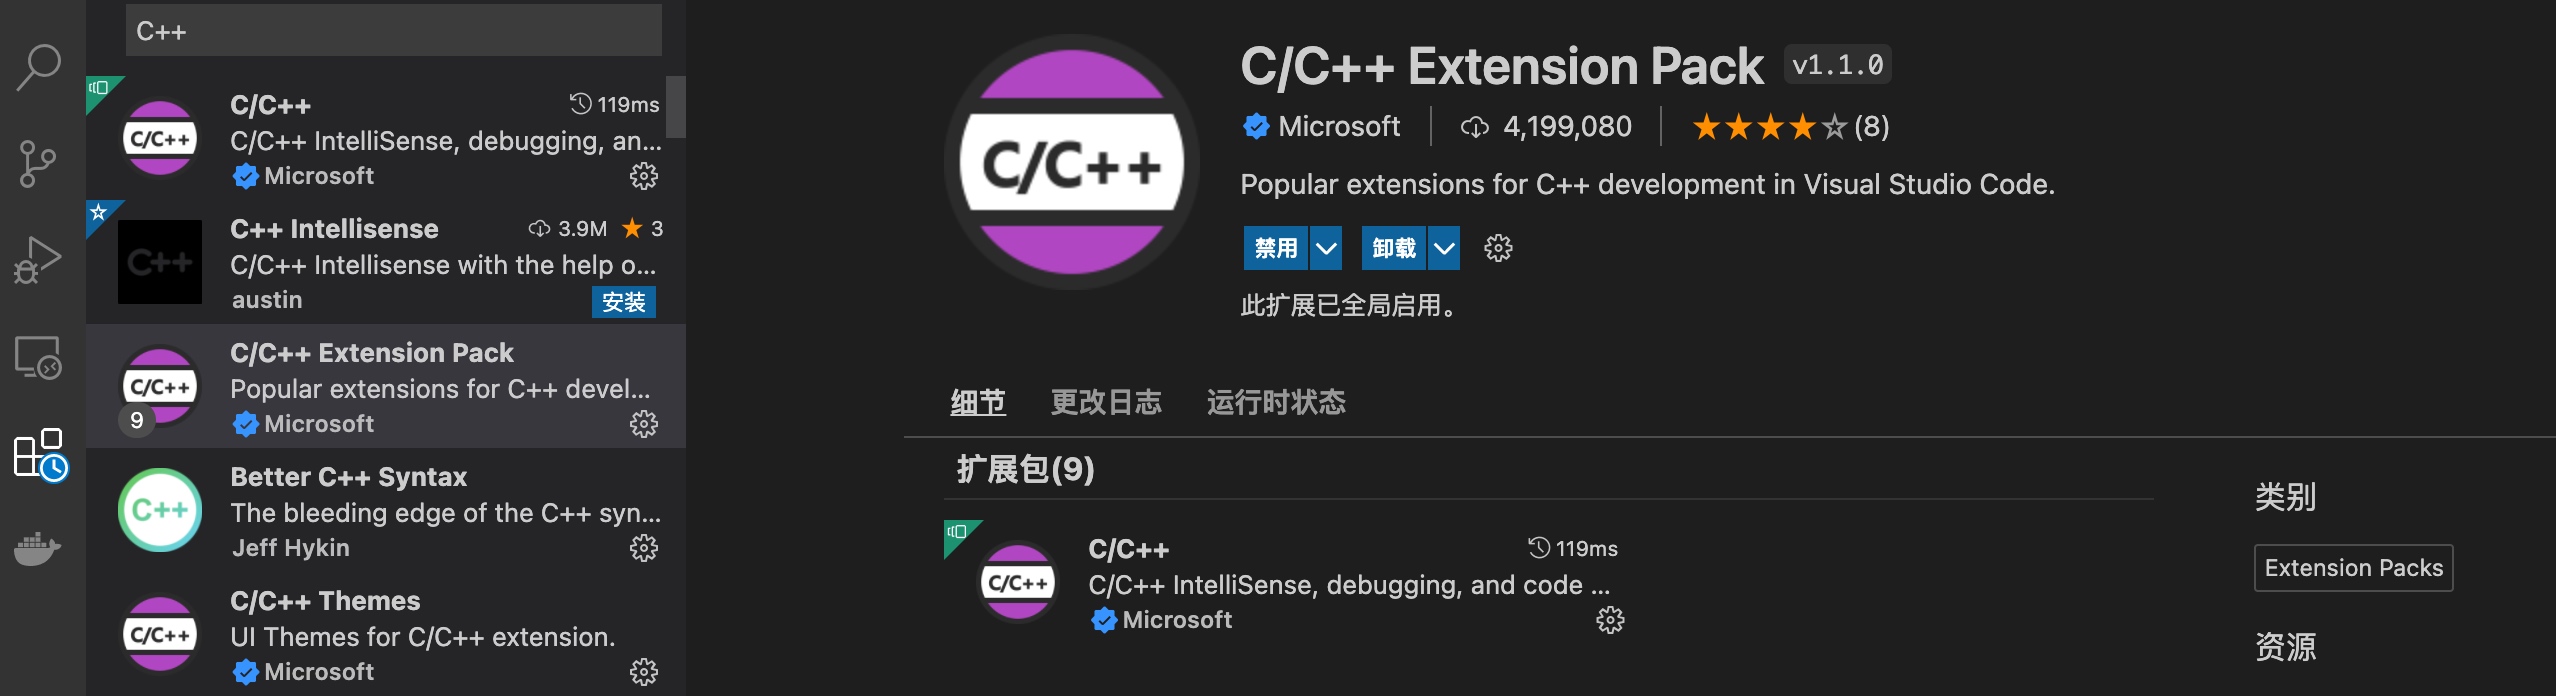 C++
C/C++ 119ms
C/C++ IntelliSense, debugging, an...
Microsoft
C++ Intellisense 3.9M 3
C/C++ Intellisense with the help o...
austin 安装
C/C++ Extension Pack
Popular extensions for C++ devel...
Microsoft
9
Better C++ Syntax
The bleeding edge of the C++ syn...
Jeff Hykin
C/C++ Themes
UI Themes for C/C++ extension.
Microsoft
C/C++
C/C++
C/C++
C++
C++
C/C++
C/C++ Extension Pack v1.1.0
Microsoft 4,199,080 (8)
Popular extensions for C++ development in Visual Studio Code.
禁用 卸载
此扩展已全局启用。
细节 更改日志 运行时状态
扩展包(9)
C/C++
C/C++ 119ms
C/C++ IntelliSense, debugging, and code ...
Microsoft
类别
Extension Packs
资源